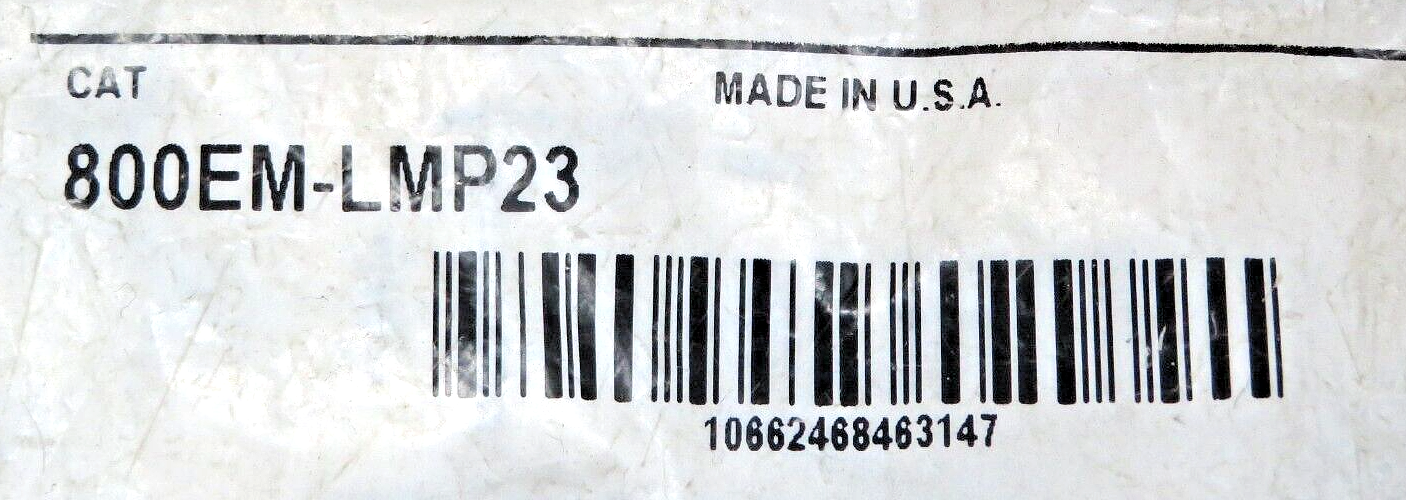 CAT MADE IN U.S.A.
800EM-LMP23
10662468463147